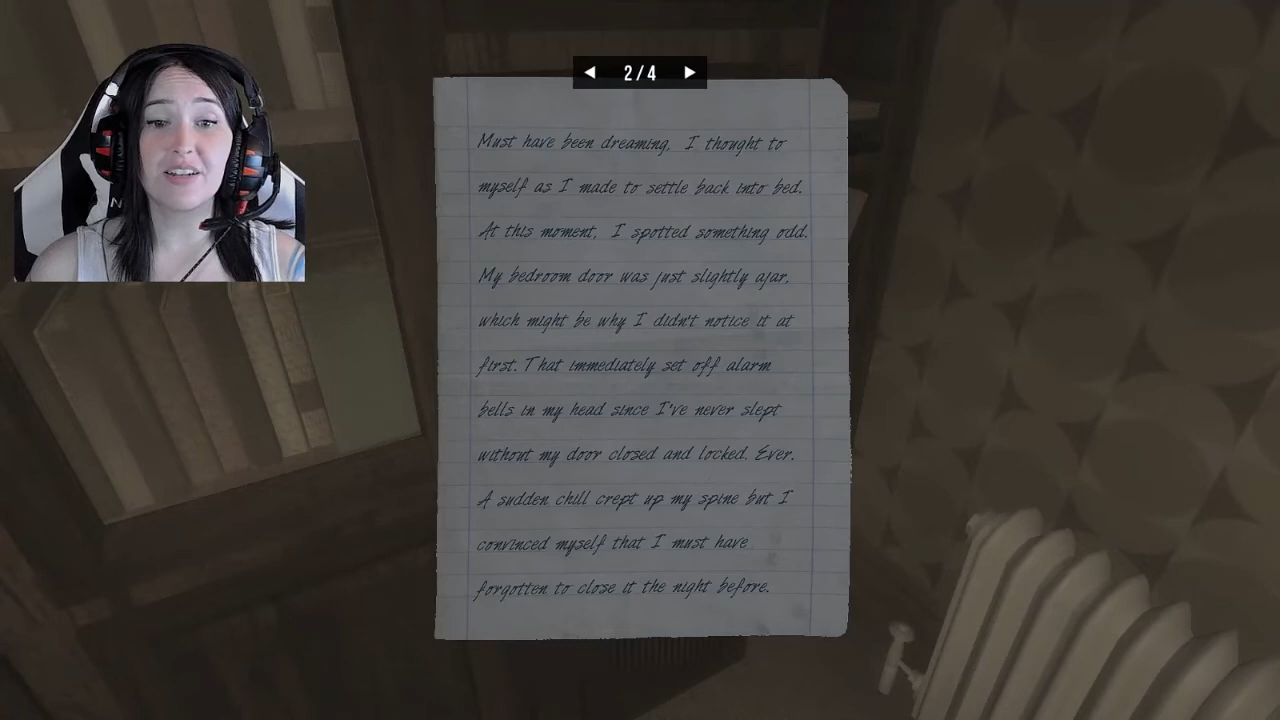 2/4
Must have been dreaming, I thought to
myself as I made to settle back into bed.
At this moment, I spotted something odd.
My bedroom door was just slightly ajar,
which might be why I didn't notice it at
first. That immediately set off alarm
bells in my head since I've never slept
without my door closed and locked. Ever.
A sudden chill crept up my spine but I
convinced myself that I must have
forgotten to close it the night before.